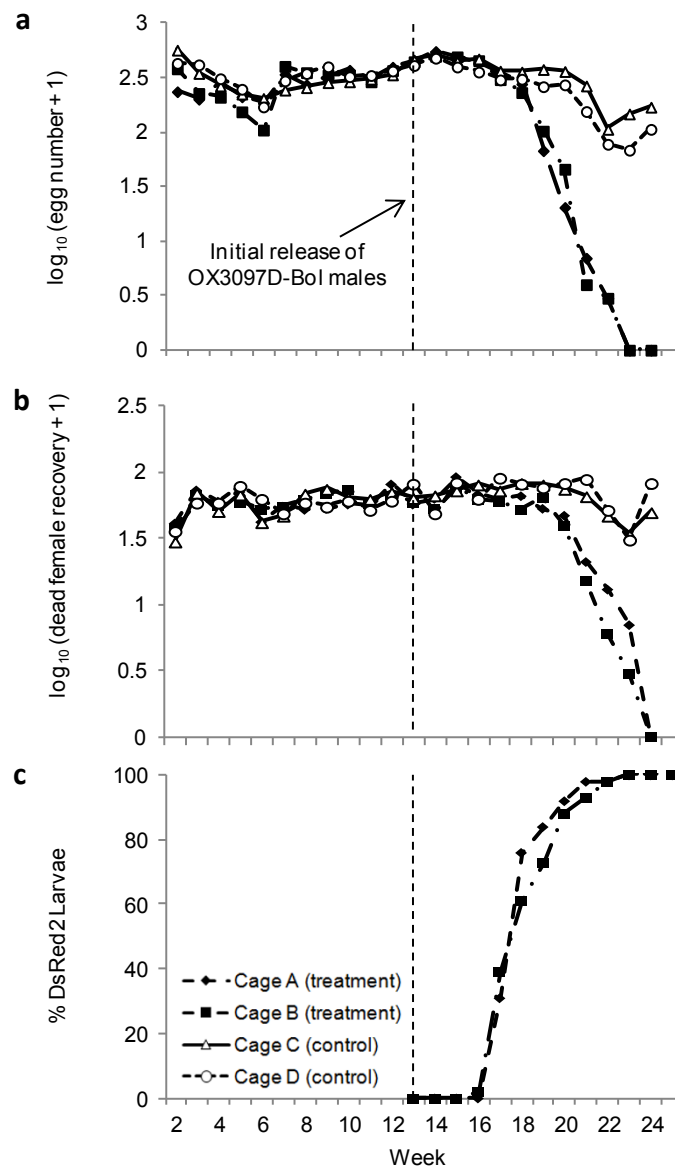 a
3
2.5
2
1.5
1
0.5
0
log10 (egg number + 1)
Initial release of
OX3097D-Bol males
b
2.5
2
1.5
1
0.5
0
log10 (dead female recovery + 1)
c
100
80
60
40
20
0
% DsRed2 Larvae
Cage A (treatment)
Cage B (treatment)
Cage C (control)
Cage D (control)
2 4 6 8 10 12 14 16 18 20 22 24
Week